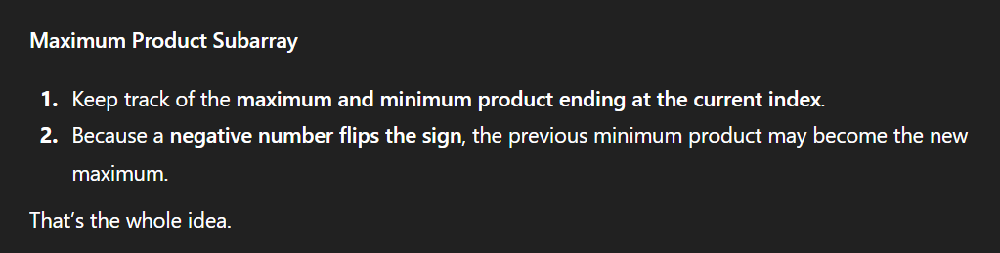 Maximum Product Subarray
1. Keep track of the maximum and minimum product ending at the current index.
2. Because a negative number flips the sign, the previous minimum product may become the new
maximum.
That’s the whole idea.